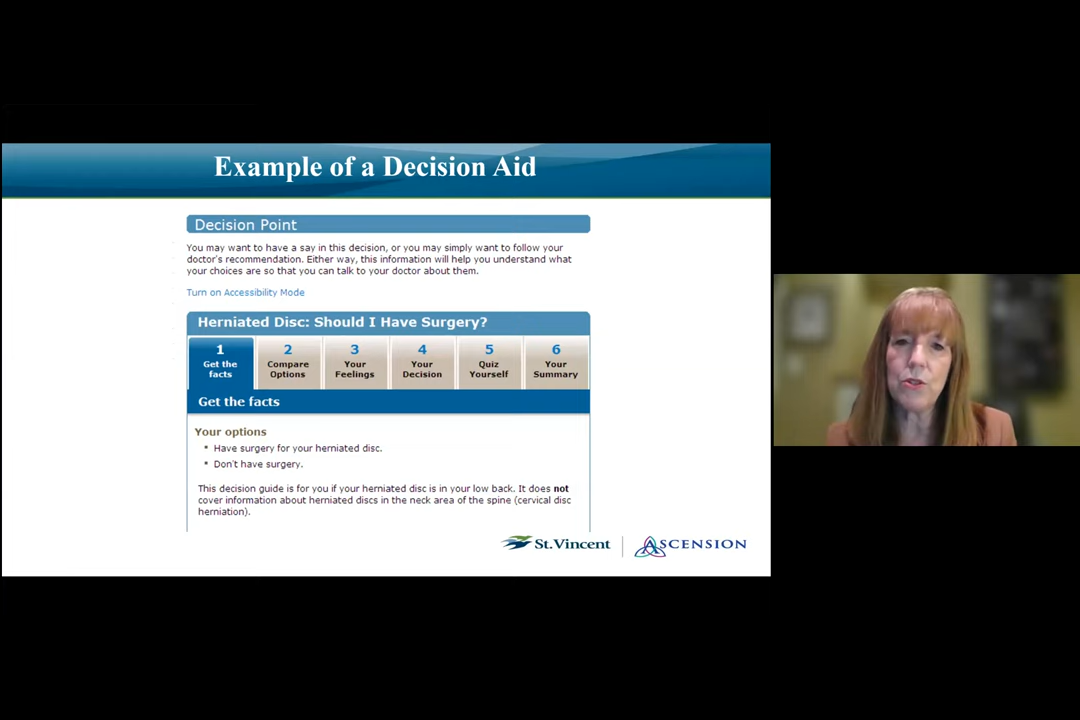 Example of a Decision Aid
Decision Point
You may want to have a say in this decision, or you may simply want to follow your
doctor's recommendation. Either way, this information will help you understand what
your choices are so that you can talk to your doctor about them.
Turn on Accessibility Mode
Herniated Disc: Should I Have Surgery?
1 2 3 4 5 6
Get the Compare Your Your Quiz Your
facts Options Feelings Decision Yourself Summary
Get the facts
Your options
Have surgery for your herniated disc.
Don't have surgery.
This decision guide is for you if your herniated disc is in your low back. It does not
cover information about herniated discs in the neck area of the spine (cervical disc
herniation).
St.Vincent ASCENSION